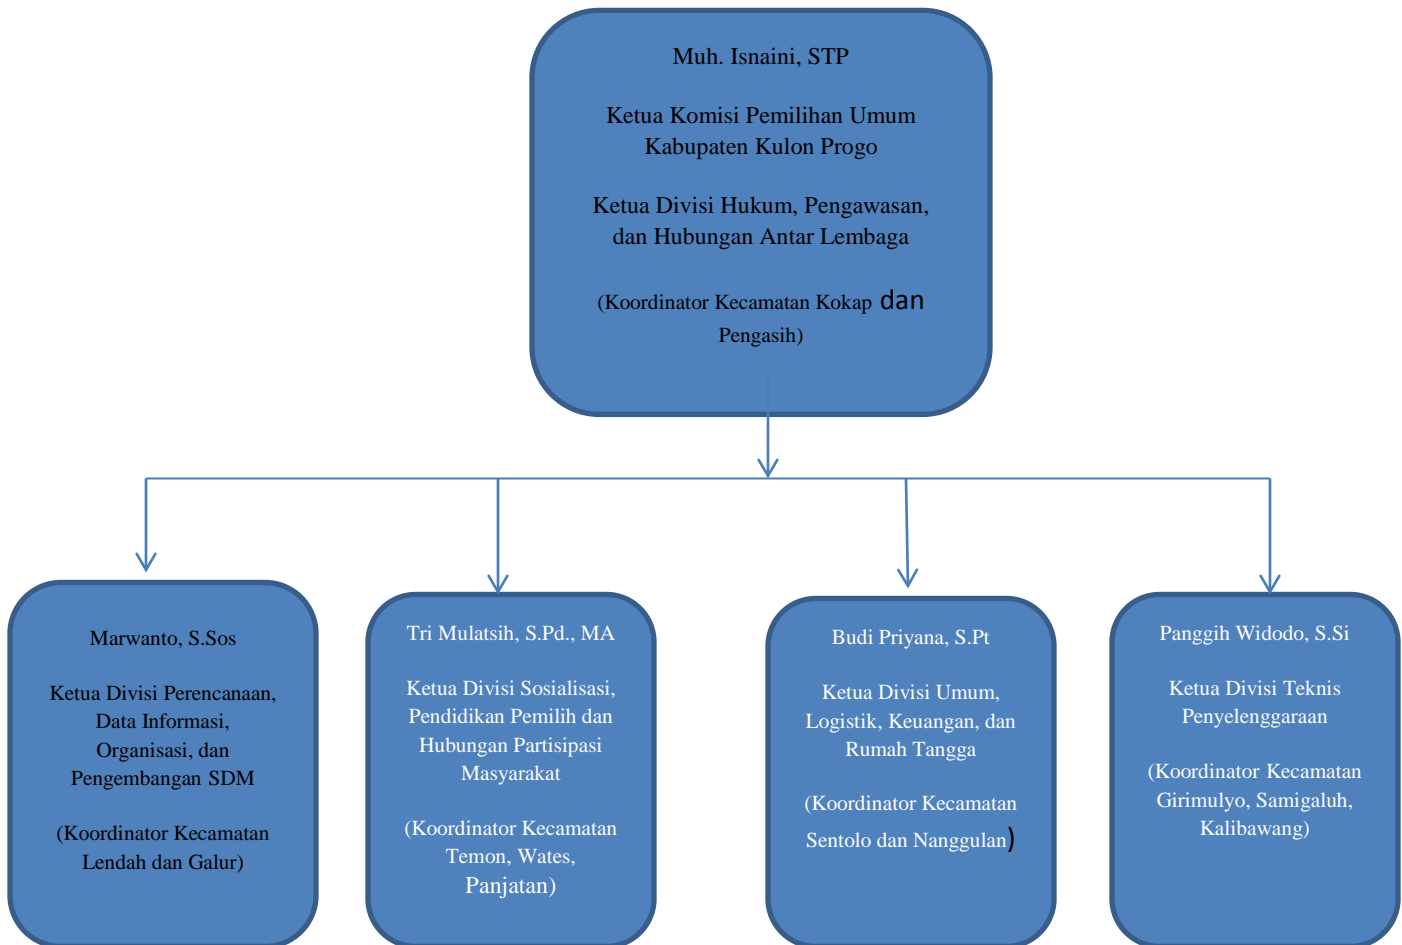 Muh. Isnaini, STP
Ketua Komisi Pemilihan Umum
Kabupaten Kulon Progo
Ketua Divisi Hukum, Pengawasan,
dan Hubungan Antar Lembaga
(Koordinator Kecamatan Kokap dan
Pengasih)
Marwanto, S.Sos
Ketua Divisi Perencanaan,
Data Informasi,
Organisasi, dan
Pengembangan SDM
(Koordinator Kecamatan
Lendah dan Galur)
Tri Mulatsih, S.Pd., MA
Ketua Divisi Sosialisasi,
Pendidikan Pemilih dan
Hubungan Partisipasi
Masyarakat
(Koordinator Kecamatan
Temon, Wates,
Panjatan)
Budi Priyana, S.Pt
Ketua Divisi Umum,
Logistik, Keuangan, dan
Rumah Tangga
(Koordinator Kecamatan
Sentolo dan Nanggulan)
Panggih Widodo, S.Si
Ketua Divisi Teknis
Penyelenggaraan
(Koordinator Kecamatan
Girimulyo, Samigaluh,
Kalibawang)